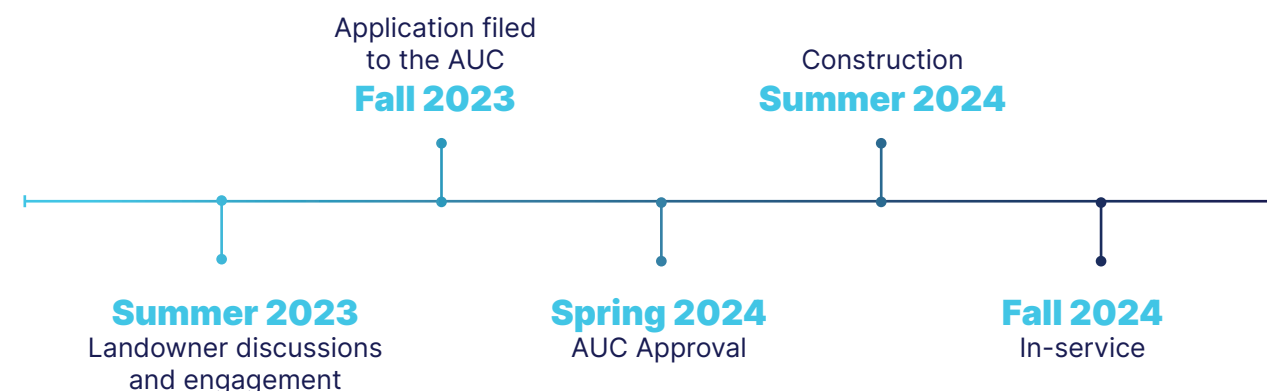 Application filed
to the AUC
Fall 2023
Construction
Summer 2024
Summer 2023
Landowner discussions
and engagement
Spring 2024
AUC Approval
Fall 2024
In-service